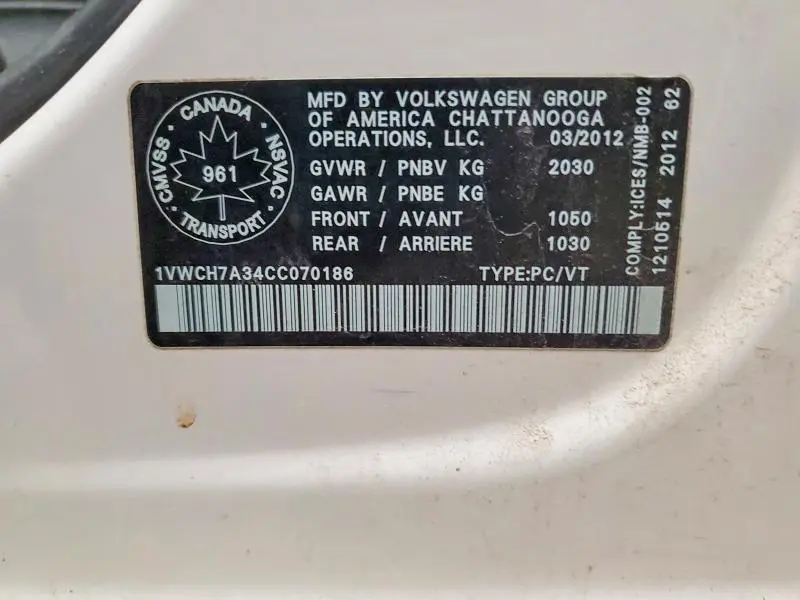 CANADA
CMVSS · NSVAC
961
TRANSPORT
MFD BY VOLKSWAGEN GROUP
OF AMERICA CHATTANOOGA
OPERATIONS, LLC. 03/2012
GVWR / PNBV KG 2030
GAWR / PNBE KG
FRONT / AVANT 1050
REAR / ARRIERE 1030
1VWCH7A34CC070186 TYPE:PC/VT
COMPLY:ICES/NMB-002
1210514 2012 62